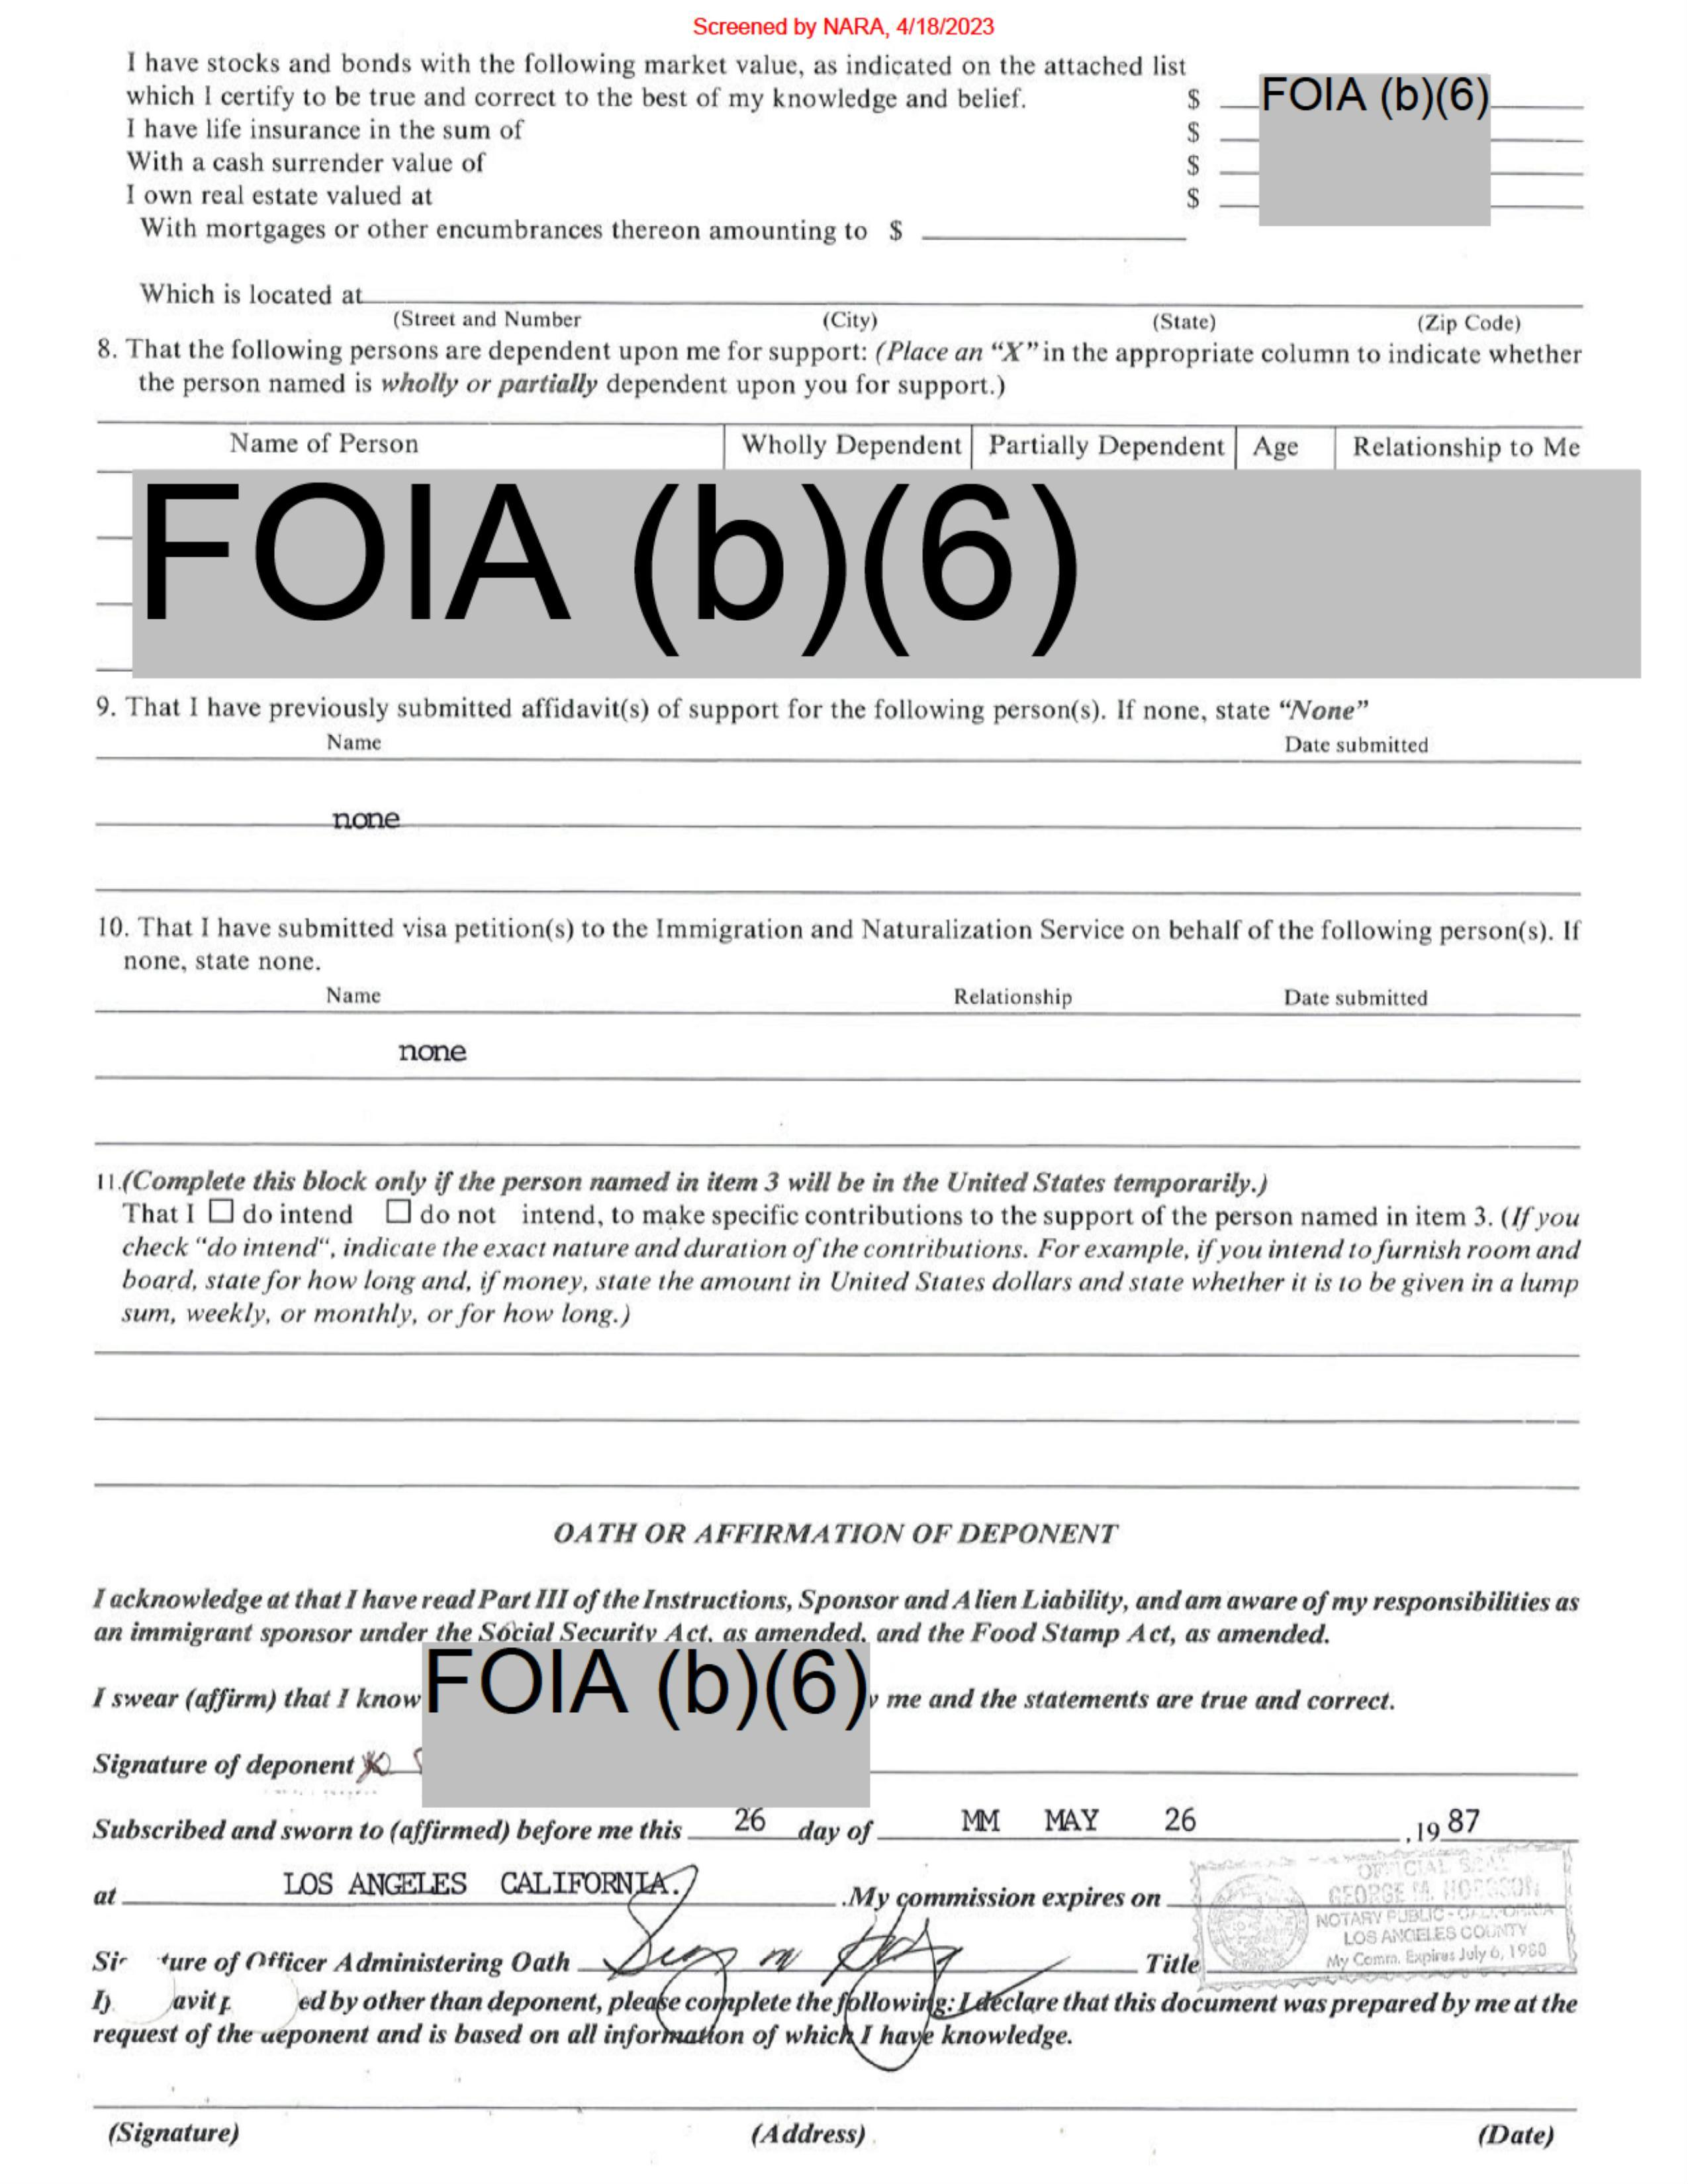 Screened by NARA, 4/18/2023
I have stocks and bonds with the following market value, as indicated on the attached list
which I certify to be true and correct to the best of my knowledge and belief. $ FOIA (b)(6)
I have life insurance in the sum of $
With a cash surrender value of $
I own real estate valued at $
With mortgages or other encumbrances thereon amounting to $
Which is located at
(Street and Number (City) (State) (Zip Code)
8. That the following persons are dependent upon me for support: (Place an “X” in the appropriate column to indicate whether
the person named is wholly or partially dependent upon you for support.)
Name of Person Wholly Dependent Partially Dependent Age Relationship to Me
FOIA (b)(6)
9. That I have previously submitted affidavit(s) of support for the following person(s). If none, state “None”
Name Date submitted
none
10. That I have submitted visa petition(s) to the Immigration and Naturalization Service on behalf of the following person(s). If
none, state none.
Name Relationship Date submitted
none
11.(Complete this block only if the person named in item 3 will be in the United States temporarily.)
That I ☐ do intend ☐ do not intend, to make specific contributions to the support of the person named in item 3. (If you
check “do intend“, indicate the exact nature and duration of the contributions. For example, if you intend to furnish room and
board, state for how long and, if money, state the amount in United States dollars and state whether it is to be given in a lump
sum, weekly, or monthly, or for how long.)
OATH OR AFFIRMATION OF DEPONENT
I acknowledge at that I have read Part III of the Instructions, Sponsor and Alien Liability, and am aware of my responsibilities as
an immigrant sponsor under the Social Security Act, as amended, and the Food Stamp Act, as amended.
I swear (affirm) that I know FOIA (b)(6) me and the statements are true and correct.
Signature of deponent
Subscribed and sworn to (affirmed) before me this 26 day of MM MAY 26 ,19 87
at LOS ANGELES CALIFORNIA. .My commission expires on
OFFICIAL SEAL
GEORGE M. HODGSON
NOTARY PUBLIC - CALIFORNIA
LOS ANGELES COUNTY
My Comm. Expires July 6, 1980
ture of Officer Administering Oath Title
avit ed by other than deponent, please complete the following: I declare that this document was prepared by me at the
request of the deponent and is based on all information of which I have knowledge.
(Signature) (Address) (Date)